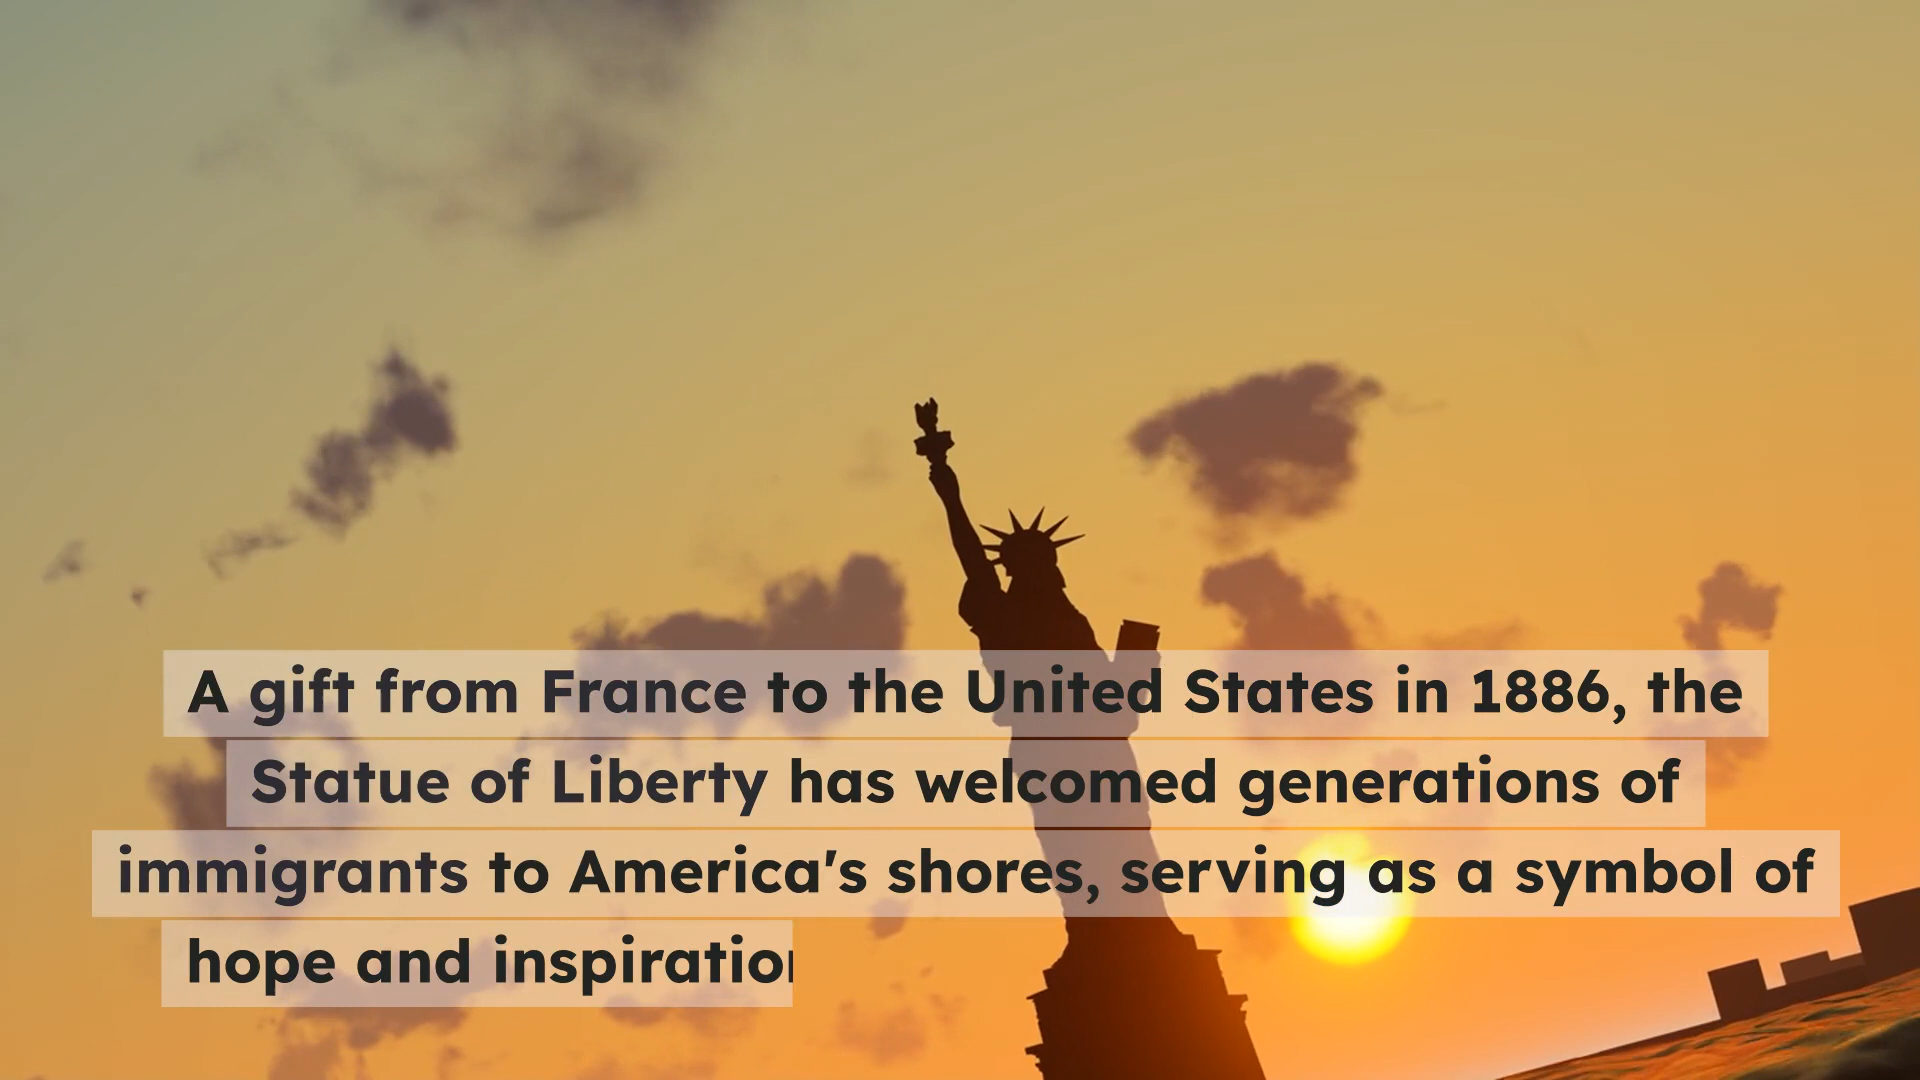 A gift from France to the United States in 1886, the
Statue of Liberty has welcomed generations of
immigrants to America's shores, serving as a symbol of
hope and inspiratio